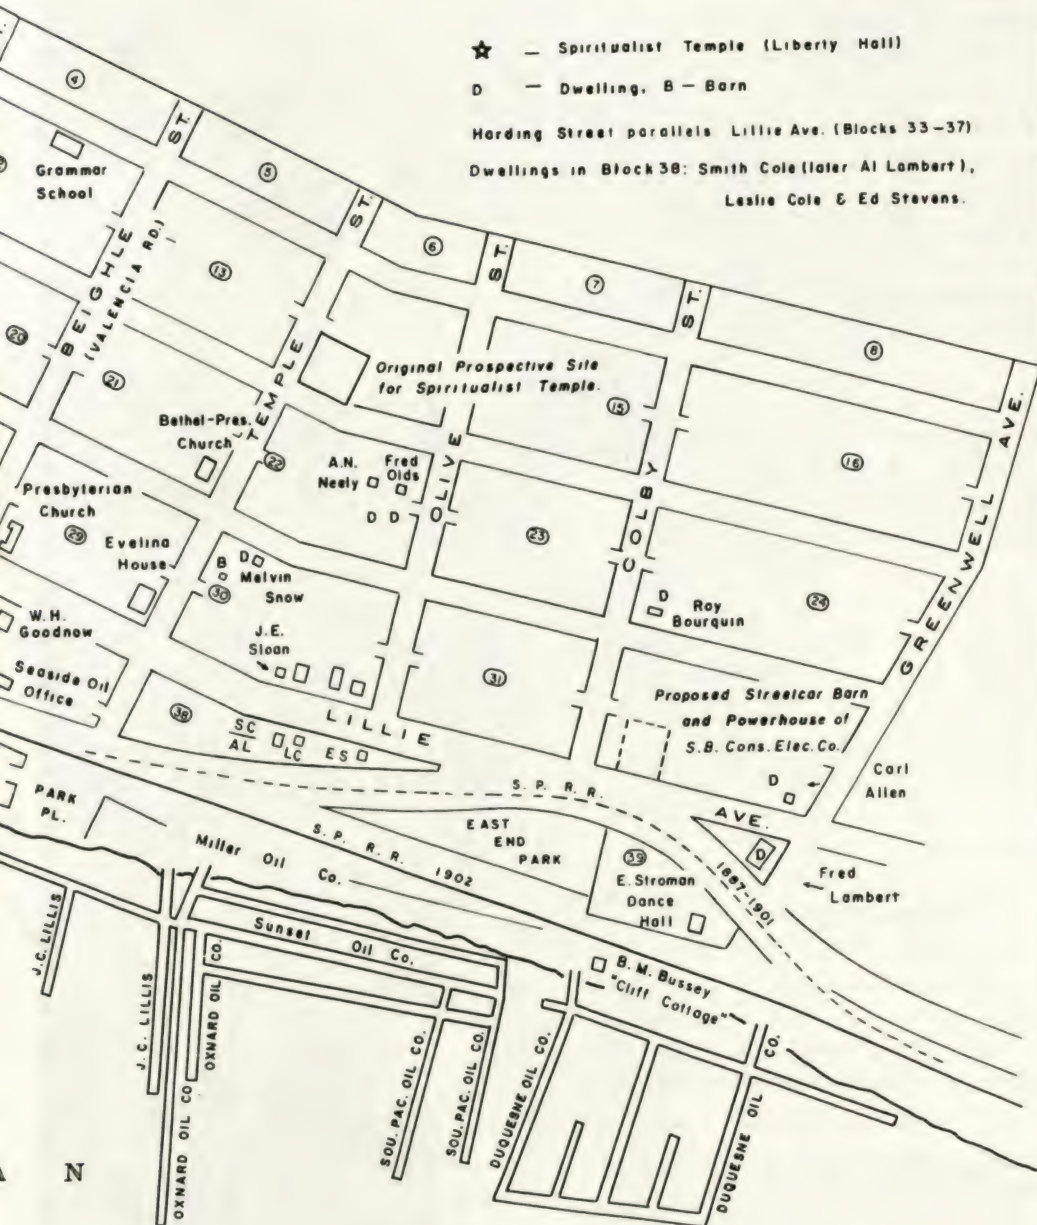 ☆ — Spiritualist Temple (Liberty Hall)
D — Dwelling, B — Barn
Harding Street parallels Lillie Ave. (Blocks 33-37)
Dwellings in Block 38: Smith Cole (later Al Lambert),
Leslie Cole & Ed Stevens.
4
ST.
5
ST.
6
ST.
7
ST.
8
Grammar
School
BEIGHLE
(VALENCIA RD.)
13
TEMPLE
Original Prospective Site
for Spiritualist Temple.
15
16
AVE.
20
21
Bethel-Pres.
Church
22
A.N.
Neely
Fred
Olds
D D
OLIVE
23
COLBY
24
GREENWELL
Presbyterian
Church
29
Evelina
House
B
D
Melvin
Snow
30
D
Roy
Bourquin
W.H.
Goodnow
J.E.
Sloan
31
Seaside Oil
Office
38
SC
AL
LC
ES
LILLIE
Proposed Streetcar Barn
and Powerhouse of
S.B. Cons. Elec. Co.
D
Carl
Allen
PARK
PL.
S. P. R. R.
AVE.
D
Fred
Lambert
EAST
END
PARK
S. P. R. R. 1902
39
1887-1901
E. Stroman
Dance
Hall
Miller Oil
Co.
Sunset Oil Co.
B. M. Bussey
"Cliff Cottage"
J.C. LILLIS
J. C. LILLIS
OXNARD OIL CO.
OXNARD OIL CO.
SOU. PAC. OIL CO.
SOU. PAC. OIL CO.
DUQUESNE OIL CO.
DUQUESNE OIL CO.
A N